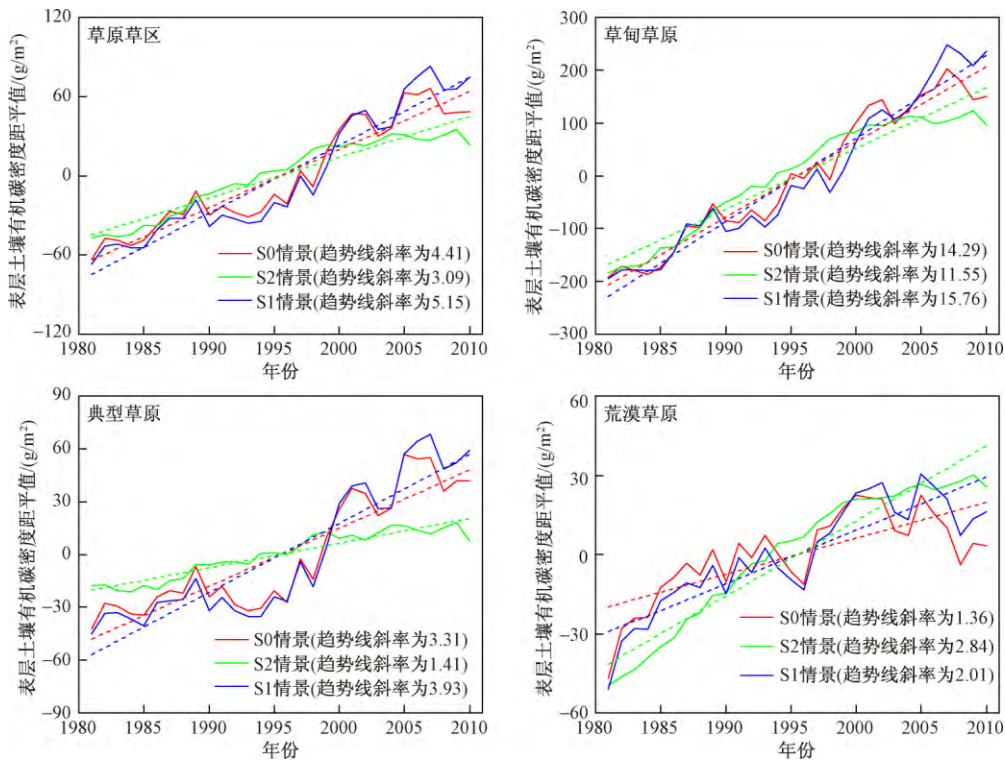 表层土壤有机碳密度距平值/(g/m²)
120
60
0
−60
−120
草原草区
S0情景(趋势线斜率为4.41)
S2情景(趋势线斜率为3.09)
S1情景(趋势线斜率为5.15)
1980 1985 1990 1995 2000 2005 2010
年份
表层土壤有机碳密度距平值/(g/m²)
300
200
100
0
−100
−200
−300
草甸草原
S0情景(趋势线斜率为14.29)
S2情景(趋势线斜率为11.55)
S1情景(趋势线斜率为15.76)
1980 1985 1990 1995 2000 2005 2010
年份
表层土壤有机碳密度距平值/(g/m²)
90
60
30
0
−30
−60
−90
典型草原
S0情景(趋势线斜率为3.31)
S2情景(趋势线斜率为1.41)
S1情景(趋势线斜率为3.93)
1980 1985 1990 1995 2000 2005 2010
年份
表层土壤有机碳密度距平值/(g/m²)
60
30
0
−30
−60
荒漠草原
S0情景(趋势线斜率为1.36)
S2情景(趋势线斜率为2.84)
S1情景(趋势线斜率为2.01)
1980 1985 1990 1995 2000 2005 2010
年份